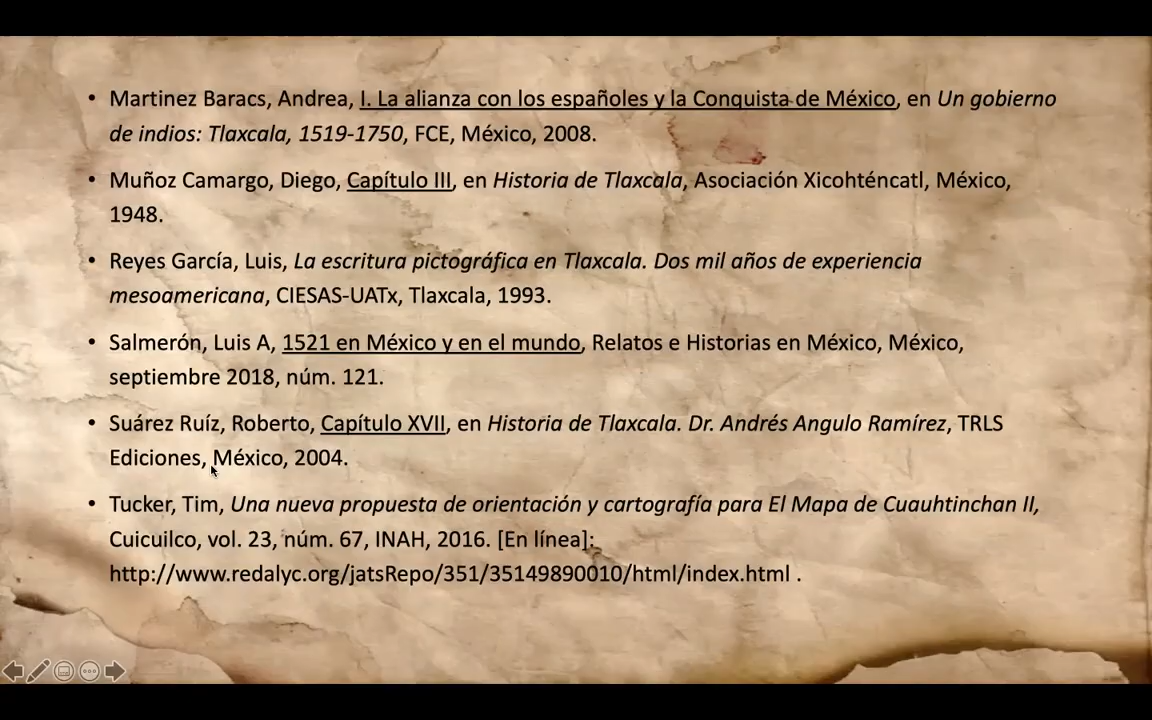 • Martinez Baracs, Andrea, I. La alianza con los españoles y la Conquista de México, en Un gobierno
de indios: Tlaxcala, 1519-1750, FCE, México, 2008.
• Muñoz Camargo, Diego, Capítulo III, en Historia de Tlaxcala, Asociación Xicohténcatl, México,
1948.
• Reyes García, Luis, La escritura pictográfica en Tlaxcala. Dos mil años de experiencia
mesoamericana, CIESAS-UATx, Tlaxcala, 1993.
• Salmerón, Luis A, 1521 en México y en el mundo, Relatos e Historias en México, México,
septiembre 2018, núm. 121.
• Suárez Ruíz, Roberto, Capítulo XVII, en Historia de Tlaxcala. Dr. Andrés Angulo Ramírez, TRLS
Ediciones, México, 2004.
• Tucker, Tim, Una nueva propuesta de orientación y cartografía para El Mapa de Cuauhtinchan II,
Cuicuilco, vol. 23, núm. 67, INAH, 2016. [En línea]:
http://www.redalyc.org/jatsRepo/351/35149890010/html/index.html .